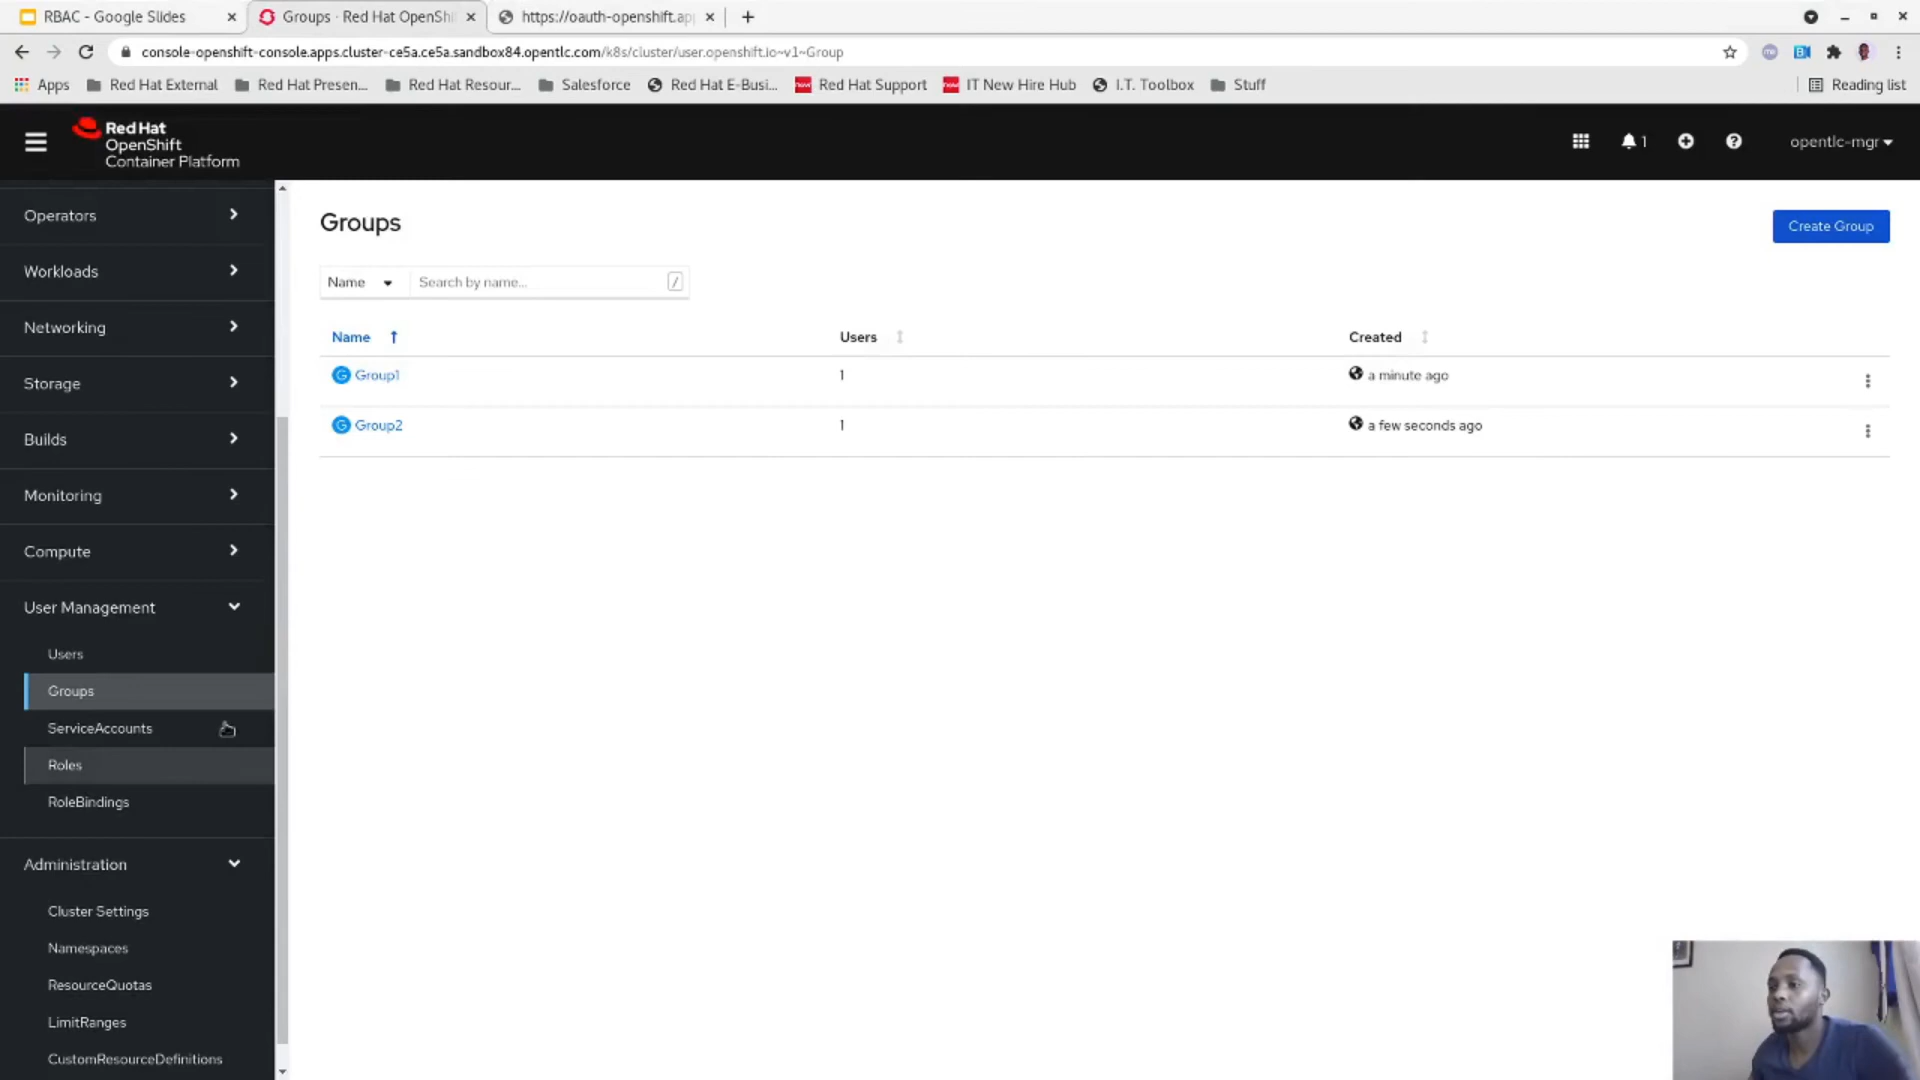 RBAC - Google Slides
Groups · Red Hat OpenShi
https://oauth-openshift.ap
console-openshift-console.apps.cluster-ce5a.ce5a.sandbox84.opentlc.com/k8s/cluster/user.openshift.io~v1~Group
Apps
Red Hat External
Red Hat Presen...
Red Hat Resour...
Salesforce
Red Hat E-Busi...
Red Hat Support
IT New Hire Hub
I.T. Toolbox
Stuff
Reading list
Red Hat
OpenShift
Container Platform
1
opentlc-mgr
Operators
Workloads
Networking
Storage
Builds
Monitoring
Compute
User Management
Users
Groups
ServiceAccounts
Roles
RoleBindings
Administration
Cluster Settings
Namespaces
ResourceQuotas
LimitRanges
CustomResourceDefinitions
Groups
Create Group
Name
Search by name...
/
Name
Users
Created
G Group1
1
a minute ago
G Group2
1
a few seconds ago